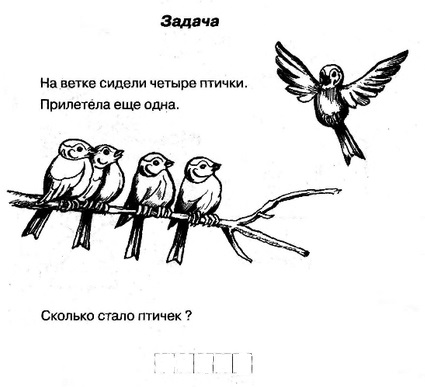 Задача
На ветке сидели четыре птички.
Прилетела еще одна.
Сколько стало птичек ?